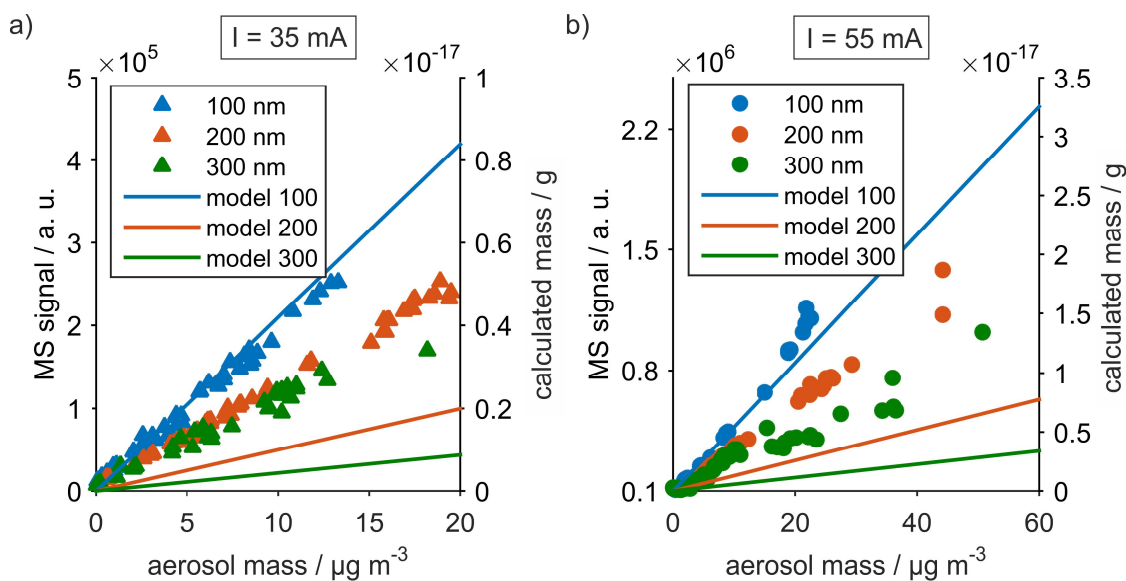 a)
I = 35 mA
×10⁵
×10⁻¹⁷
5
4
3
2
1
0
MS signal / a. u.
100 nm
200 nm
300 nm
model 100
model 200
model 300
1
0.8
0.6
0.4
0.2
0
calculated mass / g
0
5
10
15
20
aerosol mass / µg m⁻³
b)
I = 55 mA
×10⁶
×10⁻¹⁷
2.2
1.5
0.8
0.1
MS signal / a. u.
100 nm
200 nm
300 nm
model 100
model 200
model 300
3.5
3
2.5
2
1.5
1
0.5
0
calculated mass / g
0
20
40
60
aerosol mass / µg m⁻³